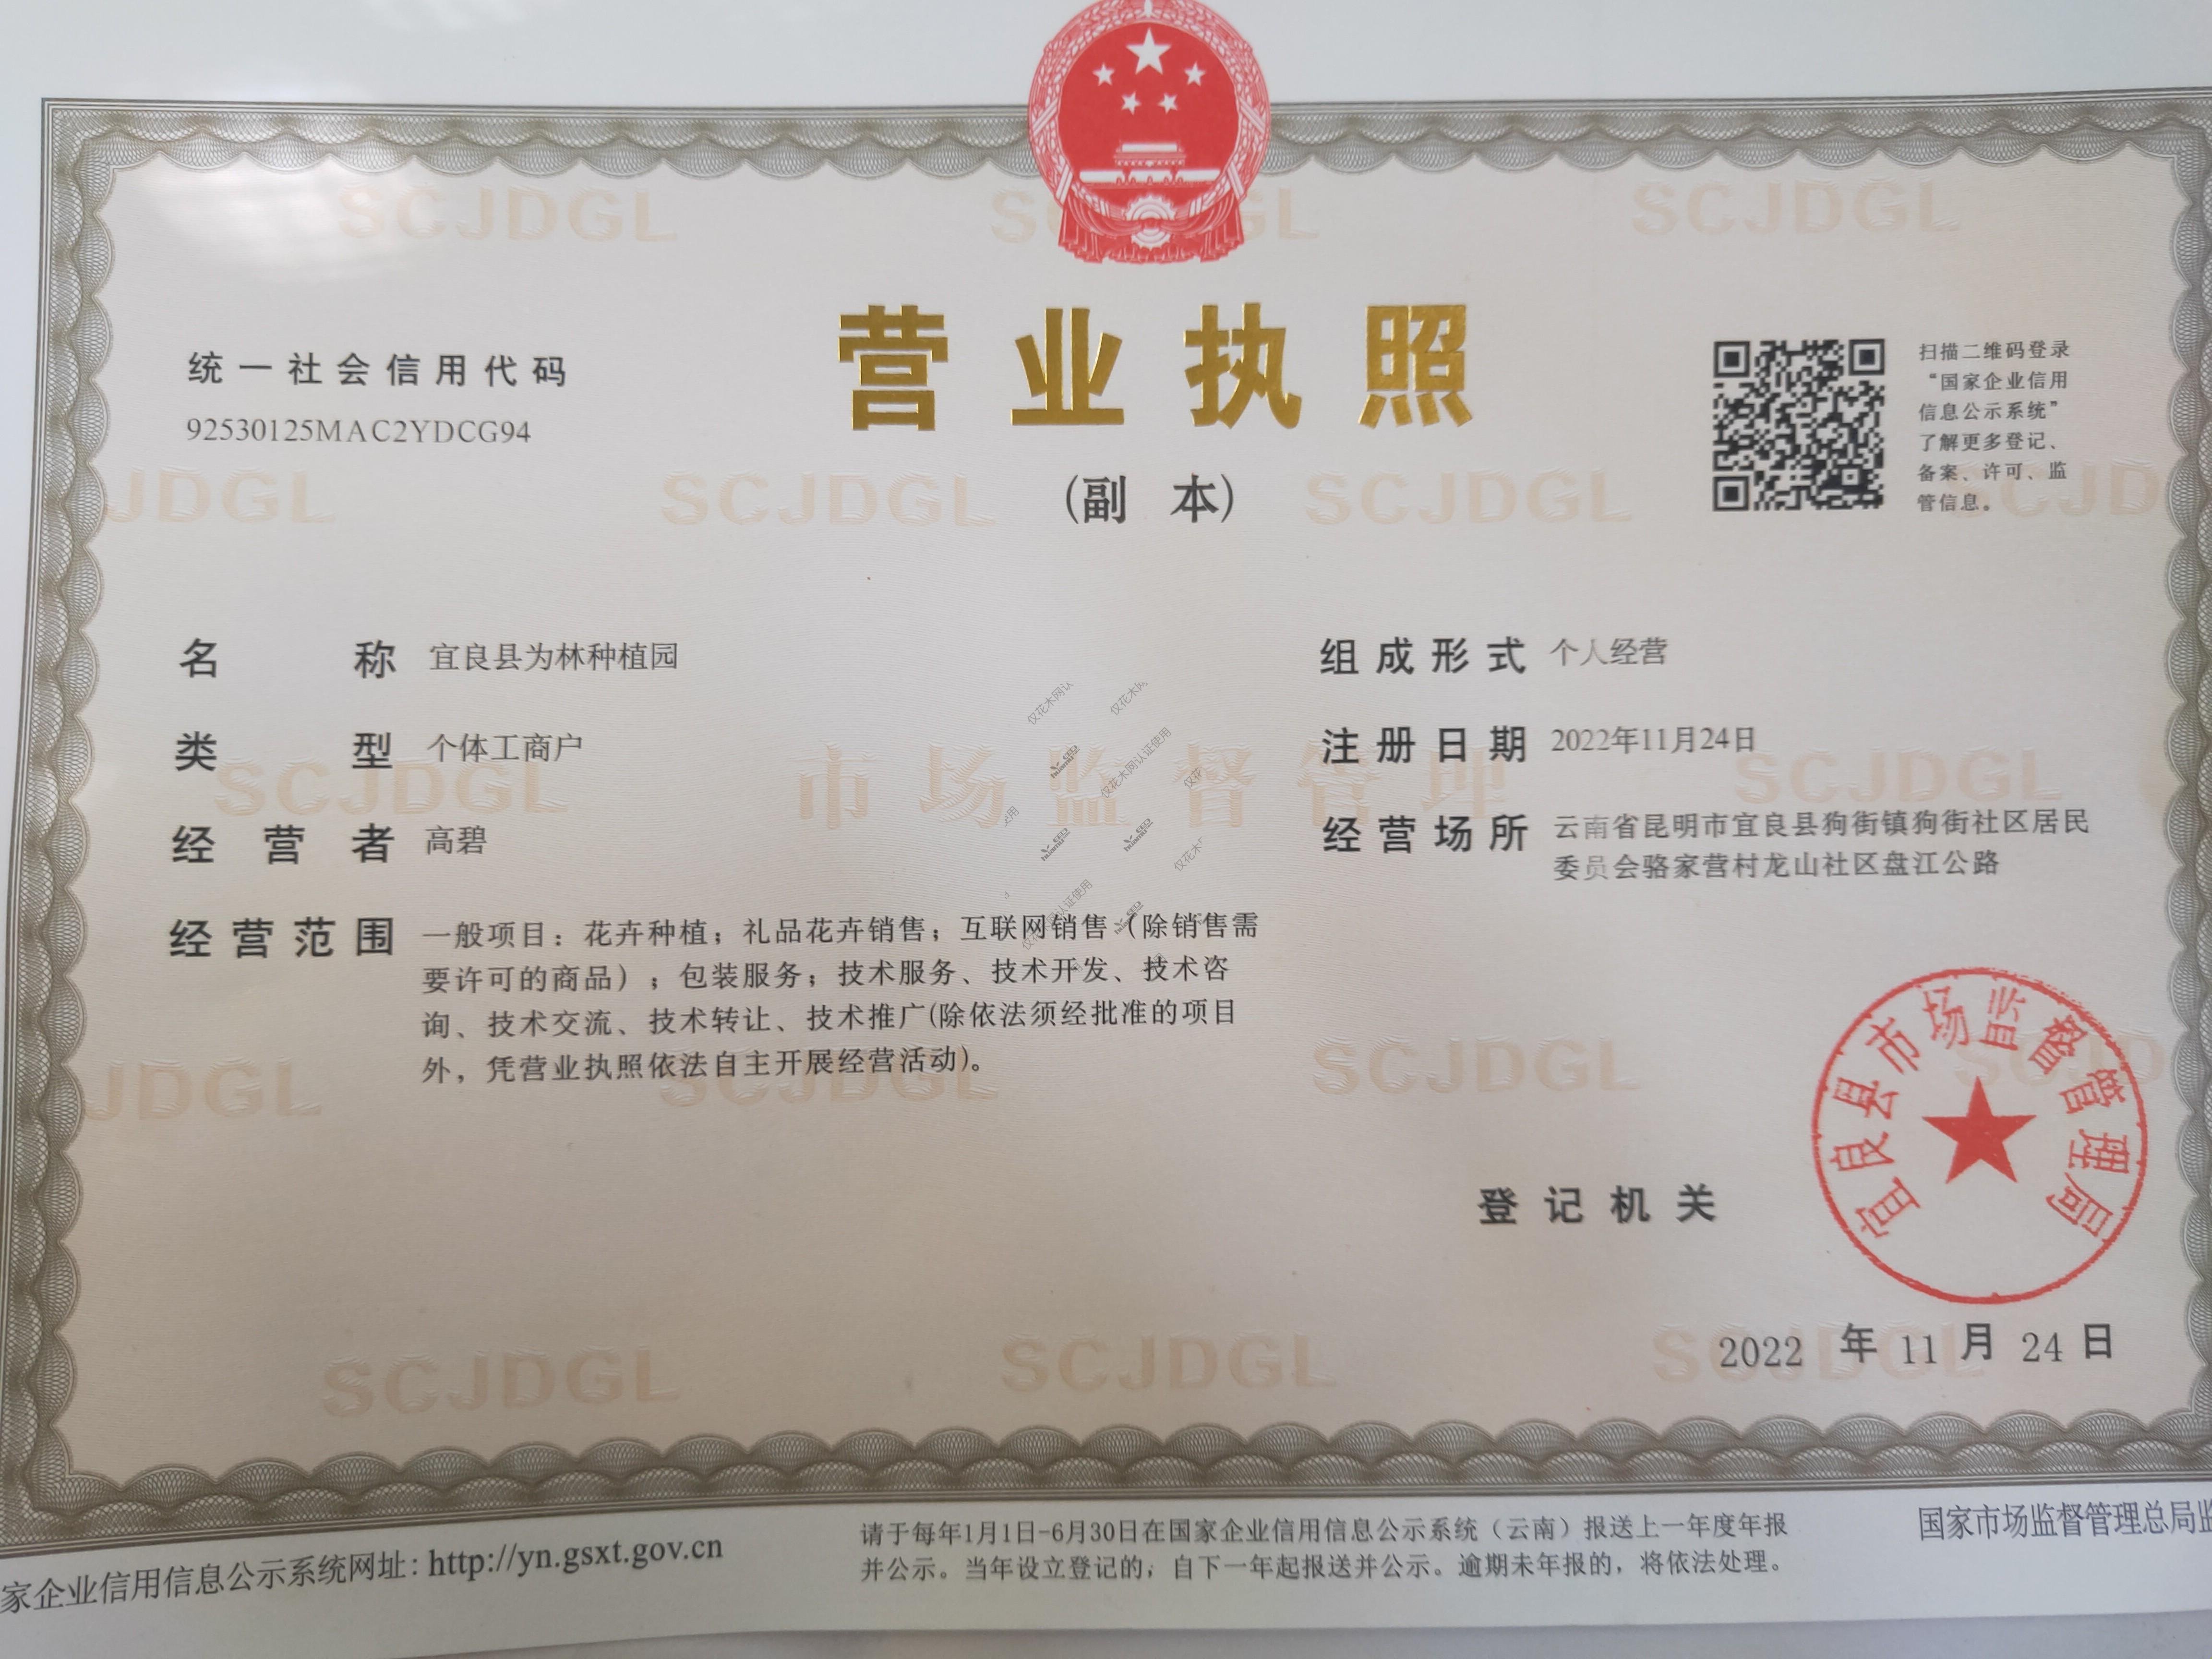 营业执照
(副 本)
统一社会信用代码
92530125MAC2YDCG94
扫描二维码登录
“国家企业信用
信息公示系统”
了解更多登记、
备案、许可、监
管信息。
名 称 宜良县为林种植园
类 型 个体工商户
经 营 者 高碧
经 营 范 围 一般项目：花卉种植；礼品花卉销售；互联网销售（除销售需
要许可的商品）；包装服务；技术服务、技术开发、技术咨
询、技术交流、技术转让、技术推广(除依法须经批准的项目
外，凭营业执照依法自主开展经营活动)。
组 成 形 式 个人经营
注 册 日 期 2022年11月24日
经 营 场 所 云南省昆明市宜良县狗街镇狗街社区居民
委员会骆家营村龙山社区盘江公路
市场监督管理
仅花木网认证使用
登 记 机 关
宜良县市场监督管理局
2022 年 11 月 24 日
SCJDGL
家企业信用信息公示系统网址: http://yn.gsxt.gov.cn
请于每年1月1日-6月30日在国家企业信用信息公示系统（云南）报送上一年度年报
并公示。当年设立登记的，自下一年起报送并公示。逾期未年报的，将依法处理。
国家市场监督管理总局监